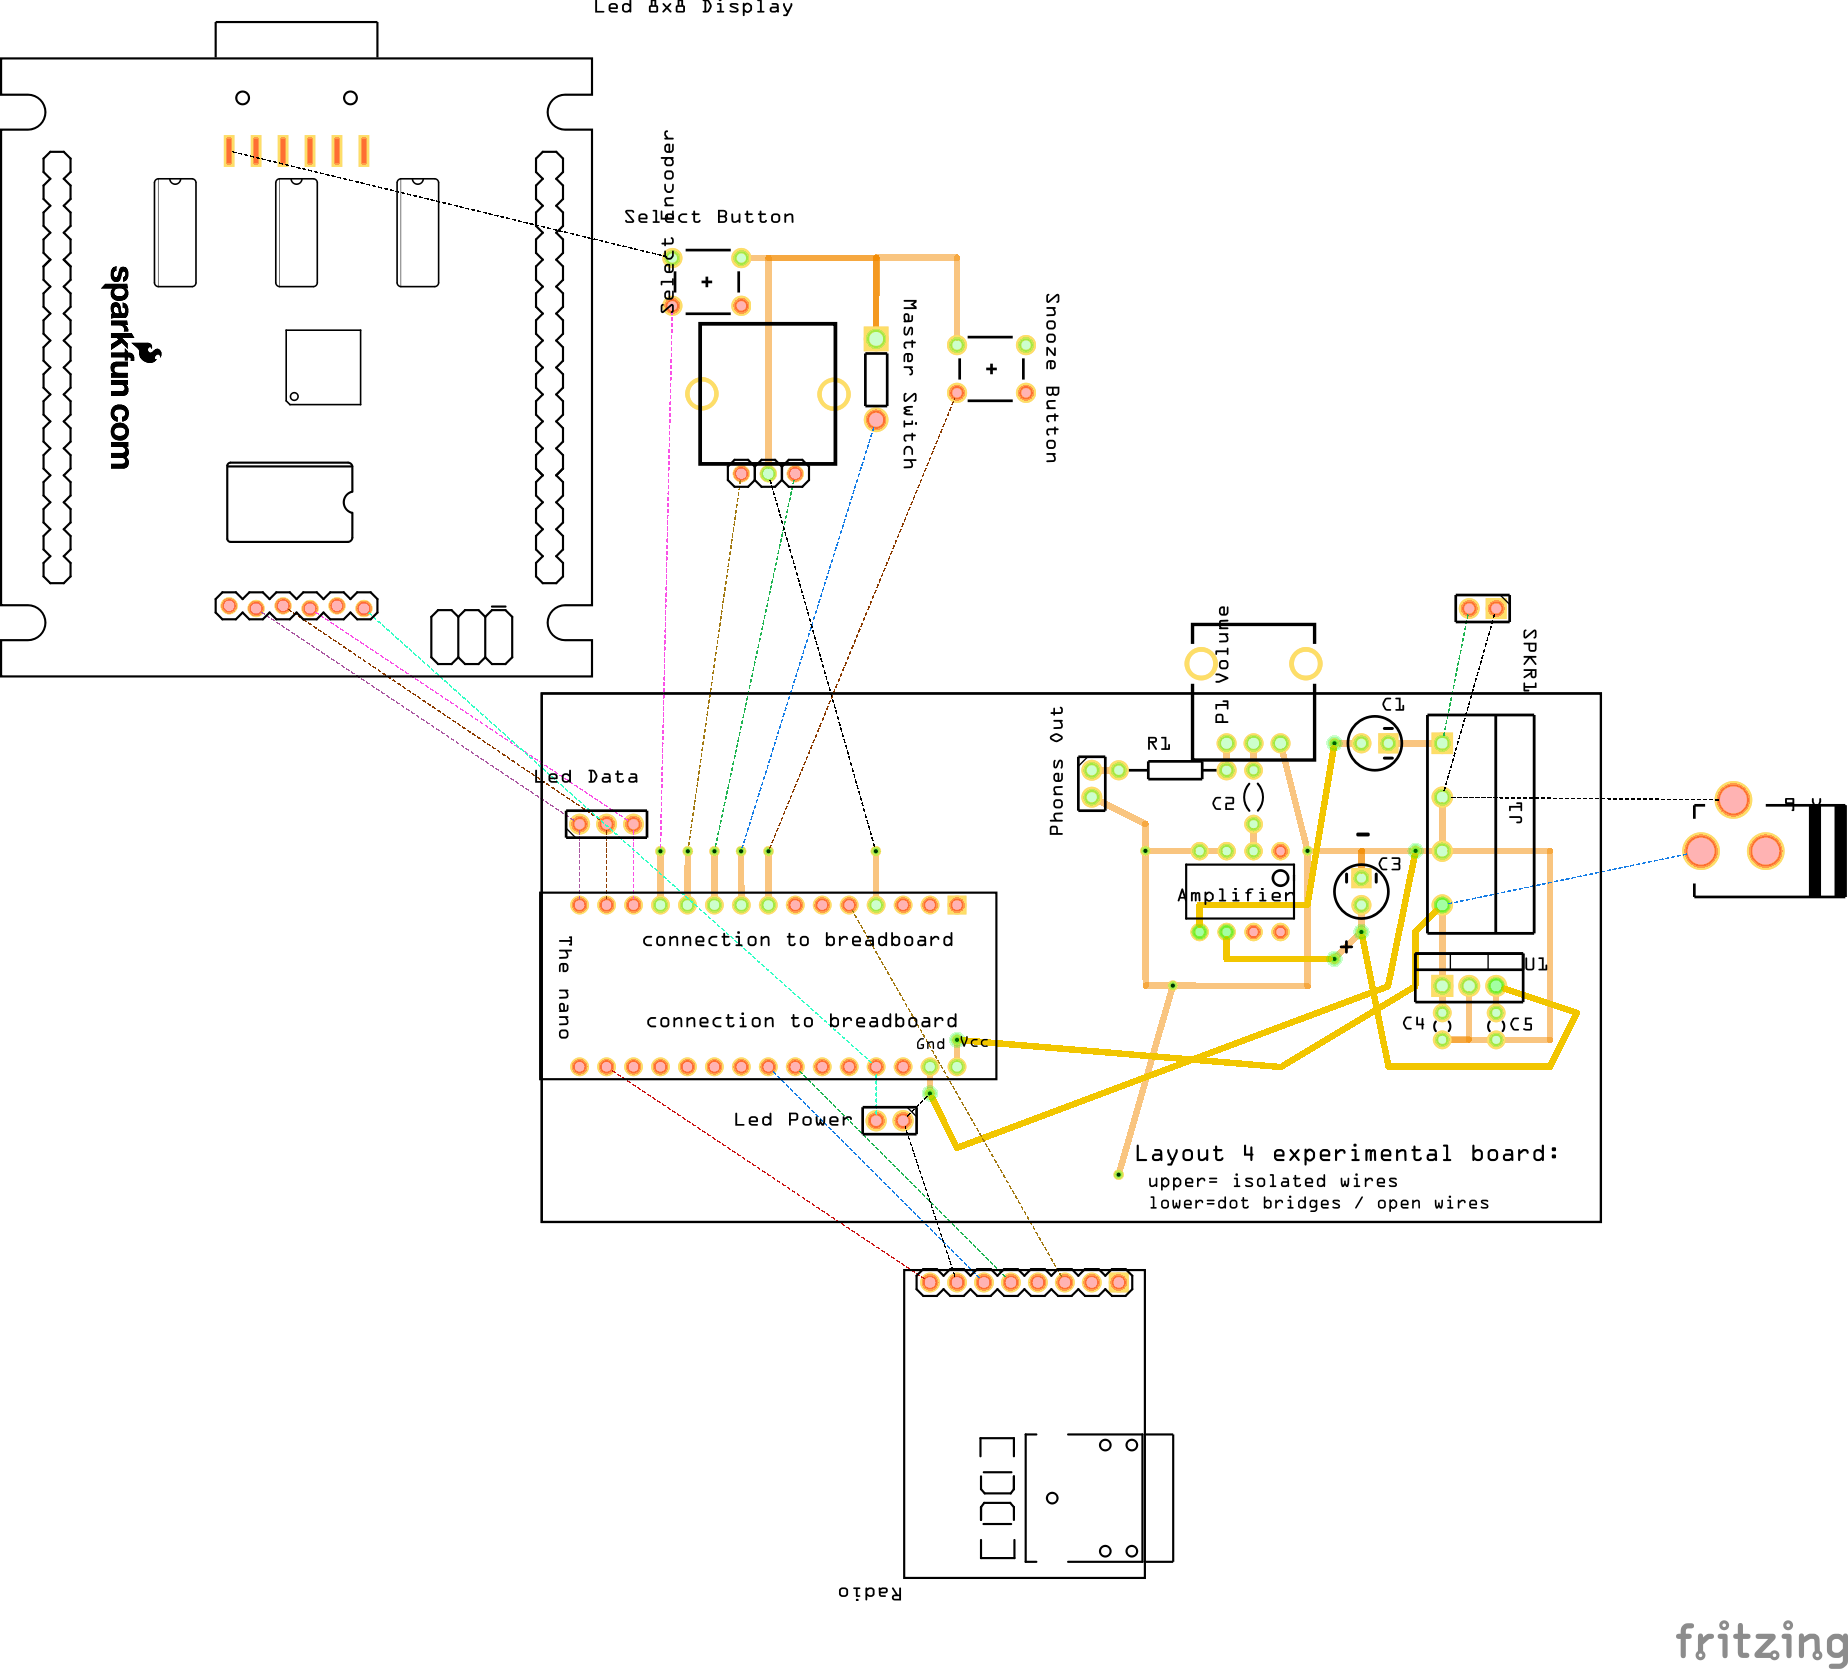 Led 8x8 Display
Select Encoder
Select Button
sparkfun.com
Master Switch
Snooze Button
P1 Volume
SPKR1
C1
Phones Out
R1
Led Data
C2
J1
C3
Amplifier
+
The nano
connection to breadboard
U1
connection to breadboard
C4
C5
Gnd
Vcc
Led Power
Layout 4 experimental board:
upper= isolated wires
lower=dot bridges / open wires
Radio
fritzing